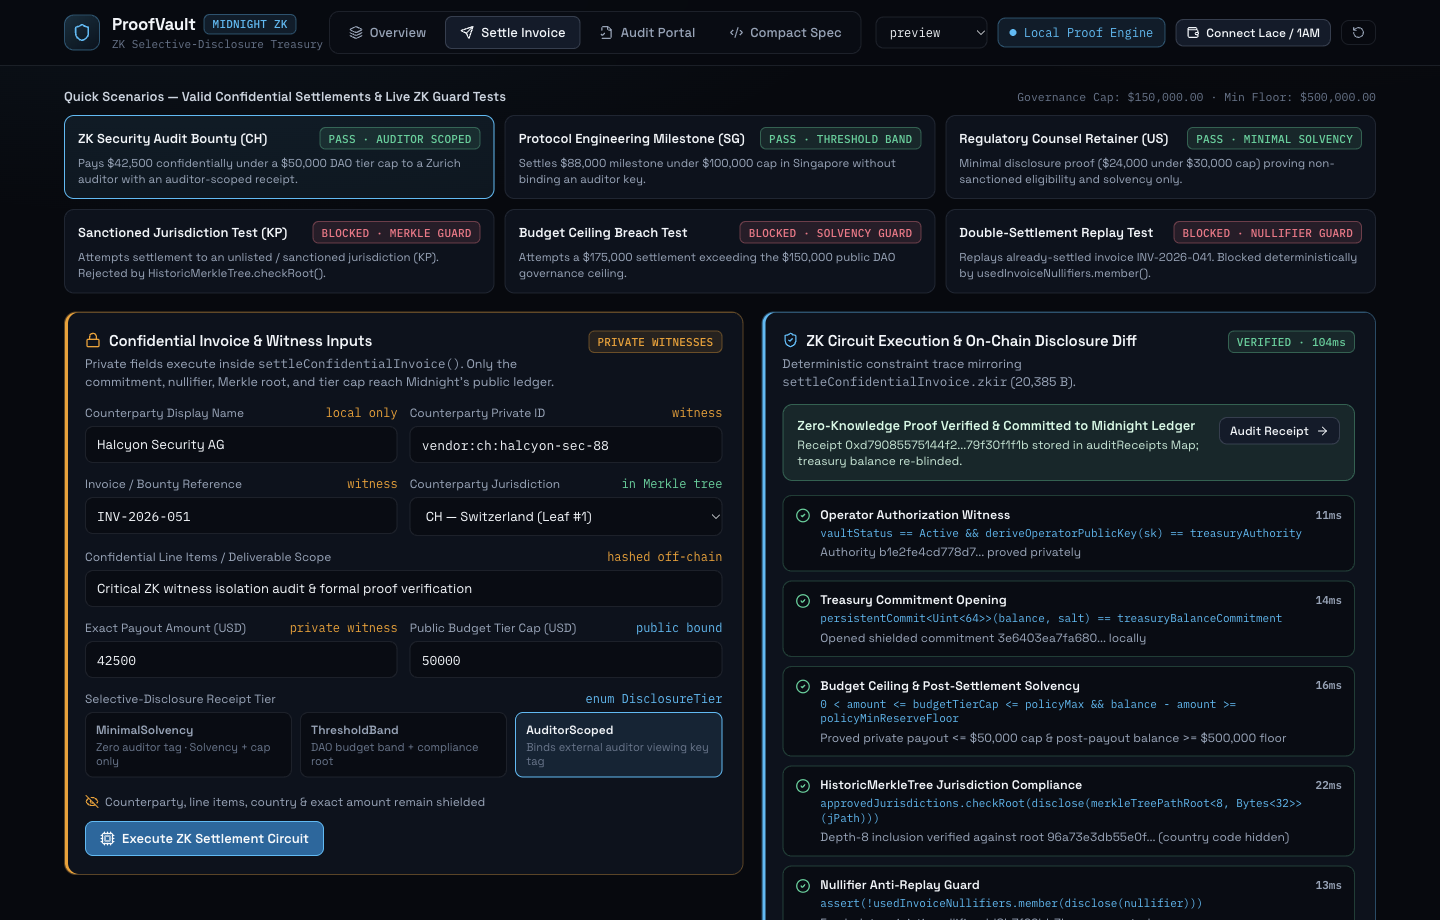 ProofVault MIDNIGHT ZK
ZK Selective-Disclosure Treasury
Overview
Settle Invoice
Audit Portal
Compact Spec
preview
Local Proof Engine
Connect Lace / 1AM
Quick Scenarios — Valid Confidential Settlements & Live ZK Guard Tests
Governance Cap: $150,000.00 · Min Floor: $500,000.00
ZK Security Audit Bounty (CH)
PASS · AUDITOR SCOPED
Pays $42,500 confidentially under a $50,000 DAO tier cap to a Zurich
auditor with an auditor-scoped receipt.
Protocol Engineering Milestone (SG)
PASS · THRESHOLD BAND
Settles $88,000 milestone under $100,000 cap in Singapore without
binding an auditor key.
Regulatory Counsel Retainer (US)
PASS · MINIMAL SOLVENCY
Minimal disclosure proof ($24,000 under $30,000 cap) proving non-
sanctioned eligibility and solvency only.
Sanctioned Jurisdiction Test (KP)
BLOCKED · MERKLE GUARD
Attempts settlement to an unlisted / sanctioned jurisdiction (KP).
Rejected by HistoricMerkleTree.checkRoot().
Budget Ceiling Breach Test
BLOCKED · SOLVENCY GUARD
Attempts a $175,000 settlement exceeding the $150,000 public DAO
governance ceiling.
Double-Settlement Replay Test
BLOCKED · NULLIFIER GUARD
Replays already-settled invoice INV-2026-041. Blocked deterministically
by usedInvoiceNullifiers.member().
Confidential Invoice & Witness Inputs
PRIVATE WITNESSES
Private fields execute inside settleConfidentialInvoice(). Only the
commitment, nullifier, Merkle root, and tier cap reach Midnight's public ledger.
Counterparty Display Name
local only
Halcyon Security AG
Counterparty Private ID
witness
vendor:ch:halcyon-sec-88
Invoice / Bounty Reference
witness
INV-2026-051
Counterparty Jurisdiction
in Merkle tree
CH — Switzerland (Leaf #1)
Confidential Line Items / Deliverable Scope
hashed off-chain
Critical ZK witness isolation audit & formal proof verification
Exact Payout Amount (USD)
private witness
42500
Public Budget Tier Cap (USD)
public bound
50000
Selective-Disclosure Receipt Tier
enum DisclosureTier
MinimalSolvency
Zero auditor tag · Solvency + cap
only
ThresholdBand
DAO budget band + compliance
root
AuditorScoped
Binds external auditor viewing key
tag
Counterparty, line items, country & exact amount remain shielded
Execute ZK Settlement Circuit
ZK Circuit Execution & On-Chain Disclosure Diff
VERIFIED · 104ms
Deterministic constraint trace mirroring
settleConfidentialInvoice.zkir (20,385 B).
Zero-Knowledge Proof Verified & Committed to Midnight Ledger
Receipt 0xd79085575144f2...79f30f1f1b stored in auditReceipts Map;
treasury balance re-blinded.
Audit Receipt
Operator Authorization Witness
11ms
vaultStatus == Active && deriveOperatorPublicKey(sk) == treasuryAuthority
Authority b1e2fe4cd778d7... proved privately
Treasury Commitment Opening
14ms
persistentCommit<Uint<64>>(balance, salt) == treasuryBalanceCommitment
Opened shielded commitment 3e6403ea7fa680... locally
Budget Ceiling & Post-Settlement Solvency
16ms
0 < amount <= budgetTierCap <= policyMax && balance - amount >=
policyMinReserveFloor
Proved private payout <= $50,000 cap & post-payout balance >= $500,000 floor
HistoricMerkleTree Jurisdiction Compliance
22ms
approvedJurisdictions.checkRoot(disclose(merkleTreePathRoot<8, Bytes<32>>
(jPath)))
Depth-8 inclusion verified against root 96a73e3db55e0f... (country code hidden)
Nullifier Anti-Replay Guard
13ms
assert(!usedInvoiceNullifiers.member(disclose(nullifier)))